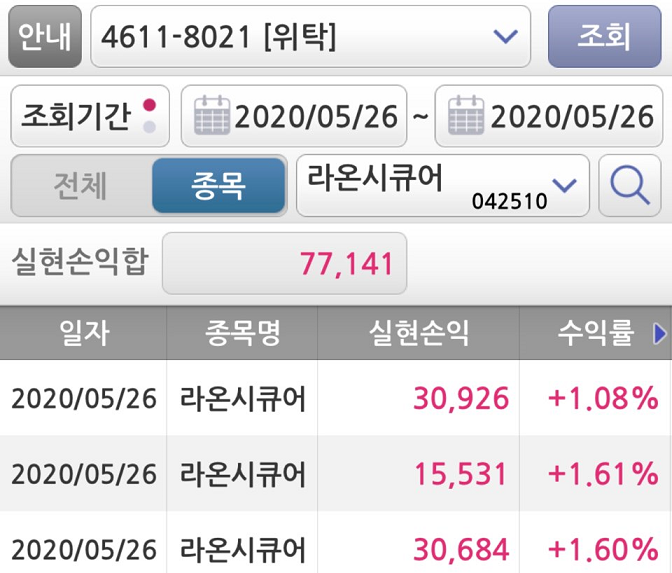 안내 4611-8021 [위탁] 조회
조회기간 2020/05/26 ~ 2020/05/26
전체 종목 라온시큐어 042510
실현손익합 77,141
일자 종목명 실현손익 수익률
2020/05/26 라온시큐어 30,926 +1.08%
2020/05/26 라온시큐어 15,531 +1.61%
2020/05/26 라온시큐어 30,684 +1.60%